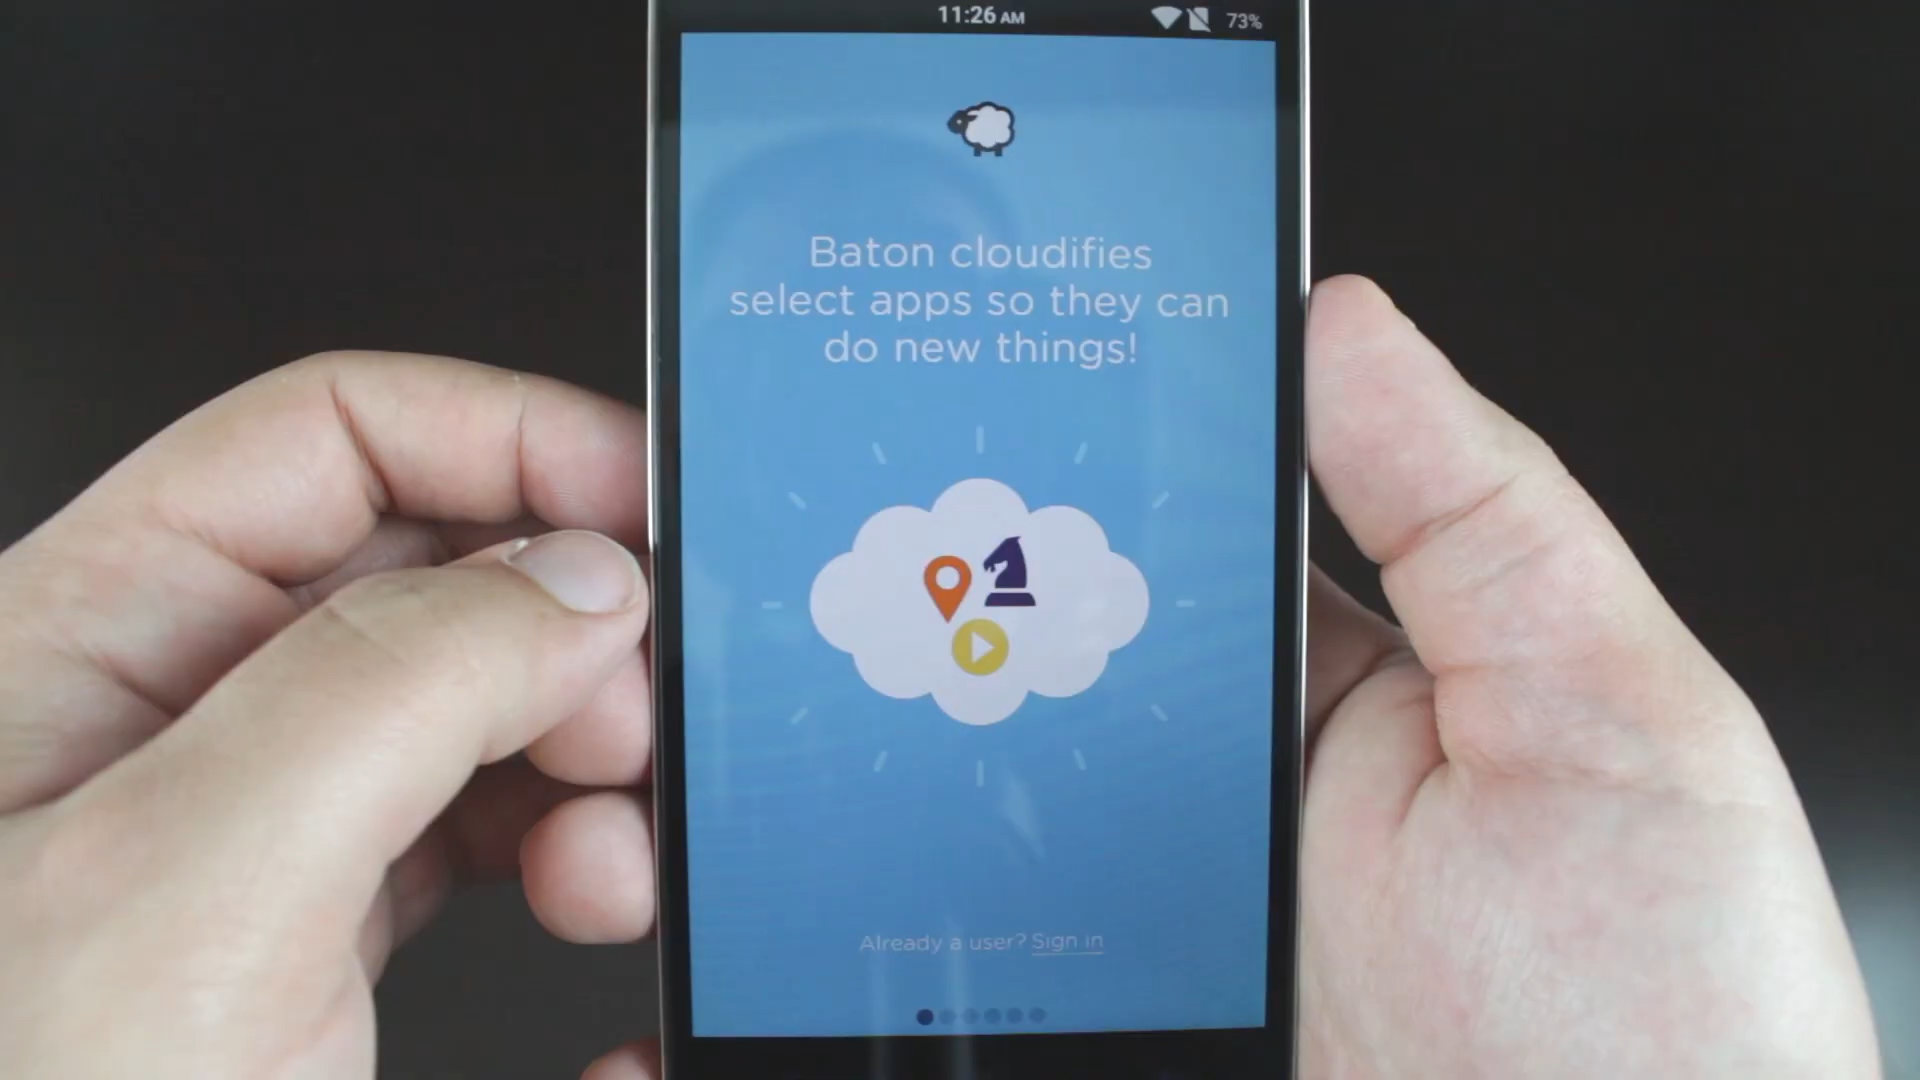 11:26 AM
73%
Baton cloudifies
select apps so they can
do new things!
Already a user? Sign in